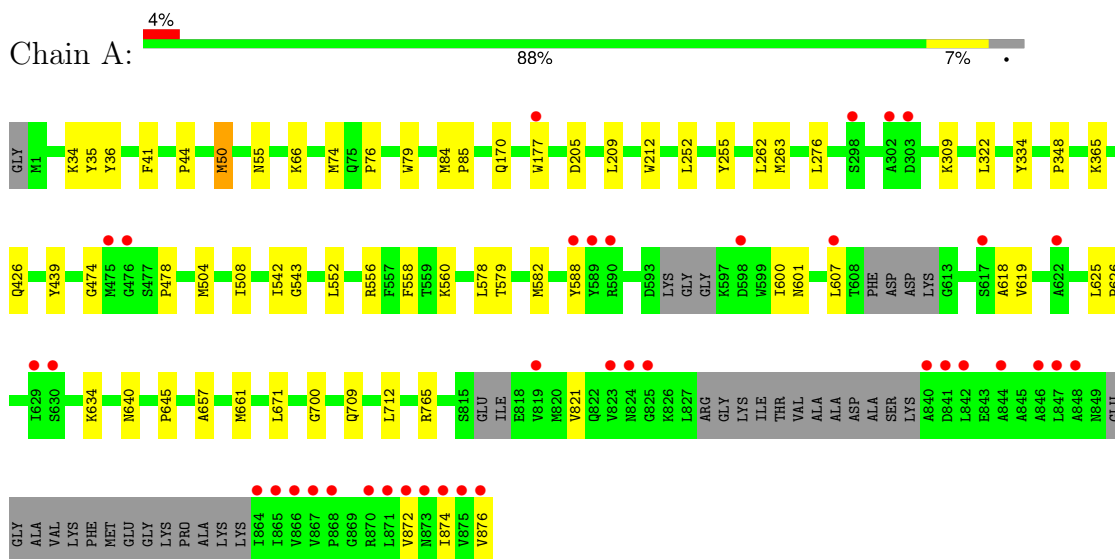 4%
Chain A:
88% 7% •
GLY M1 K34 Y35 Y36 F41 P44 M50 N55 K66 M74 Q75 P76 W79 M84 P85 Q170 W177 D205 L209 W212 L252 Y255 L262 M263 L276 S298 A302 D303 K309 L322 Y334 P348 K365
Q426 Y439 G474 M475 G476 S477 P478 M504 I508 I542 G543 L552 R556 F557 F558 T559 K560 L578 T579 M582 Y588 Y589 R590 D593 LYS GLY GLY K597 D598 W599 I600 N601 L607 T608 PHE ASP ASP LYS G613 S617 A618 V619 A622 L625 P626
I629 S630 K634 N640 P645 A657 M661 L671 G700 Q709 L712 R765 S815 GLU ILE E818 V819 M820 V821 Q822 V823 N824 G825 K826 L827 ARG GLY LYS ILE THR VAL ALA ALA ASP ALA SER LYS A840 D841 L842 E843 A844 A845 A846 L847 A848 N849 GLU
GLY ALA VAL LYS PHE MET GLU GLY LYS PRO ALA LYS LYS I864 I865 V866 V867 P868 G869 R870 L871 V872 N873 I874 V875 V876